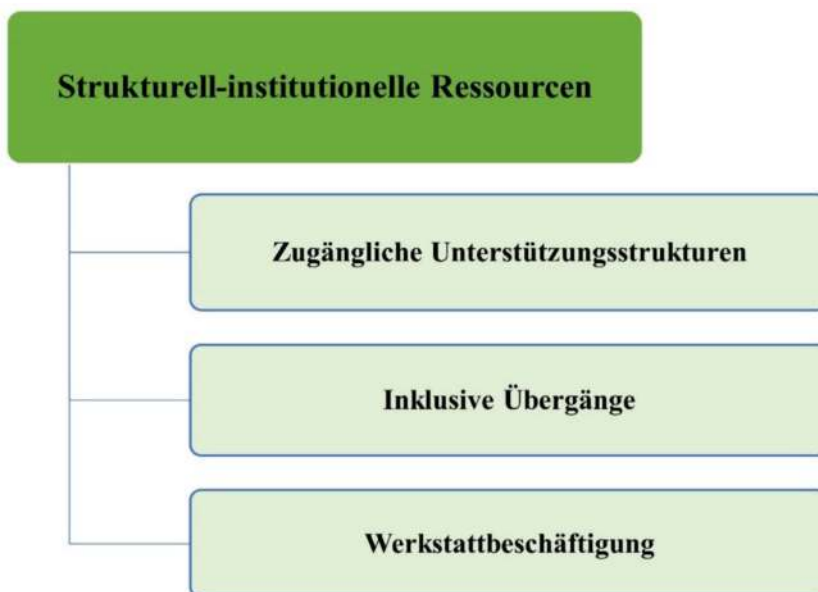 Strukturell-institutionelle Ressourcen
Zugängliche Unterstützungsstrukturen
Inklusive Übergänge
Werkstattbeschäftigung